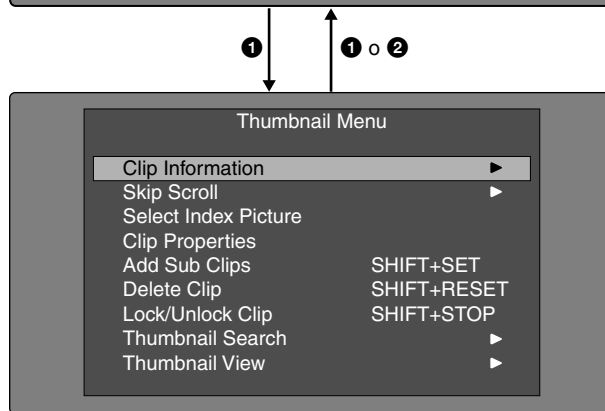 ❶ ❶ o ❷
Thumbnail Menu
Clip Information ▶
Skip Scroll ▶
Select Index Picture
Clip Properties
Add Sub Clips SHIFT+SET
Delete Clip SHIFT+RESET
Lock/Unlock Clip SHIFT+STOP
Thumbnail Search ▶
Thumbnail View ▶